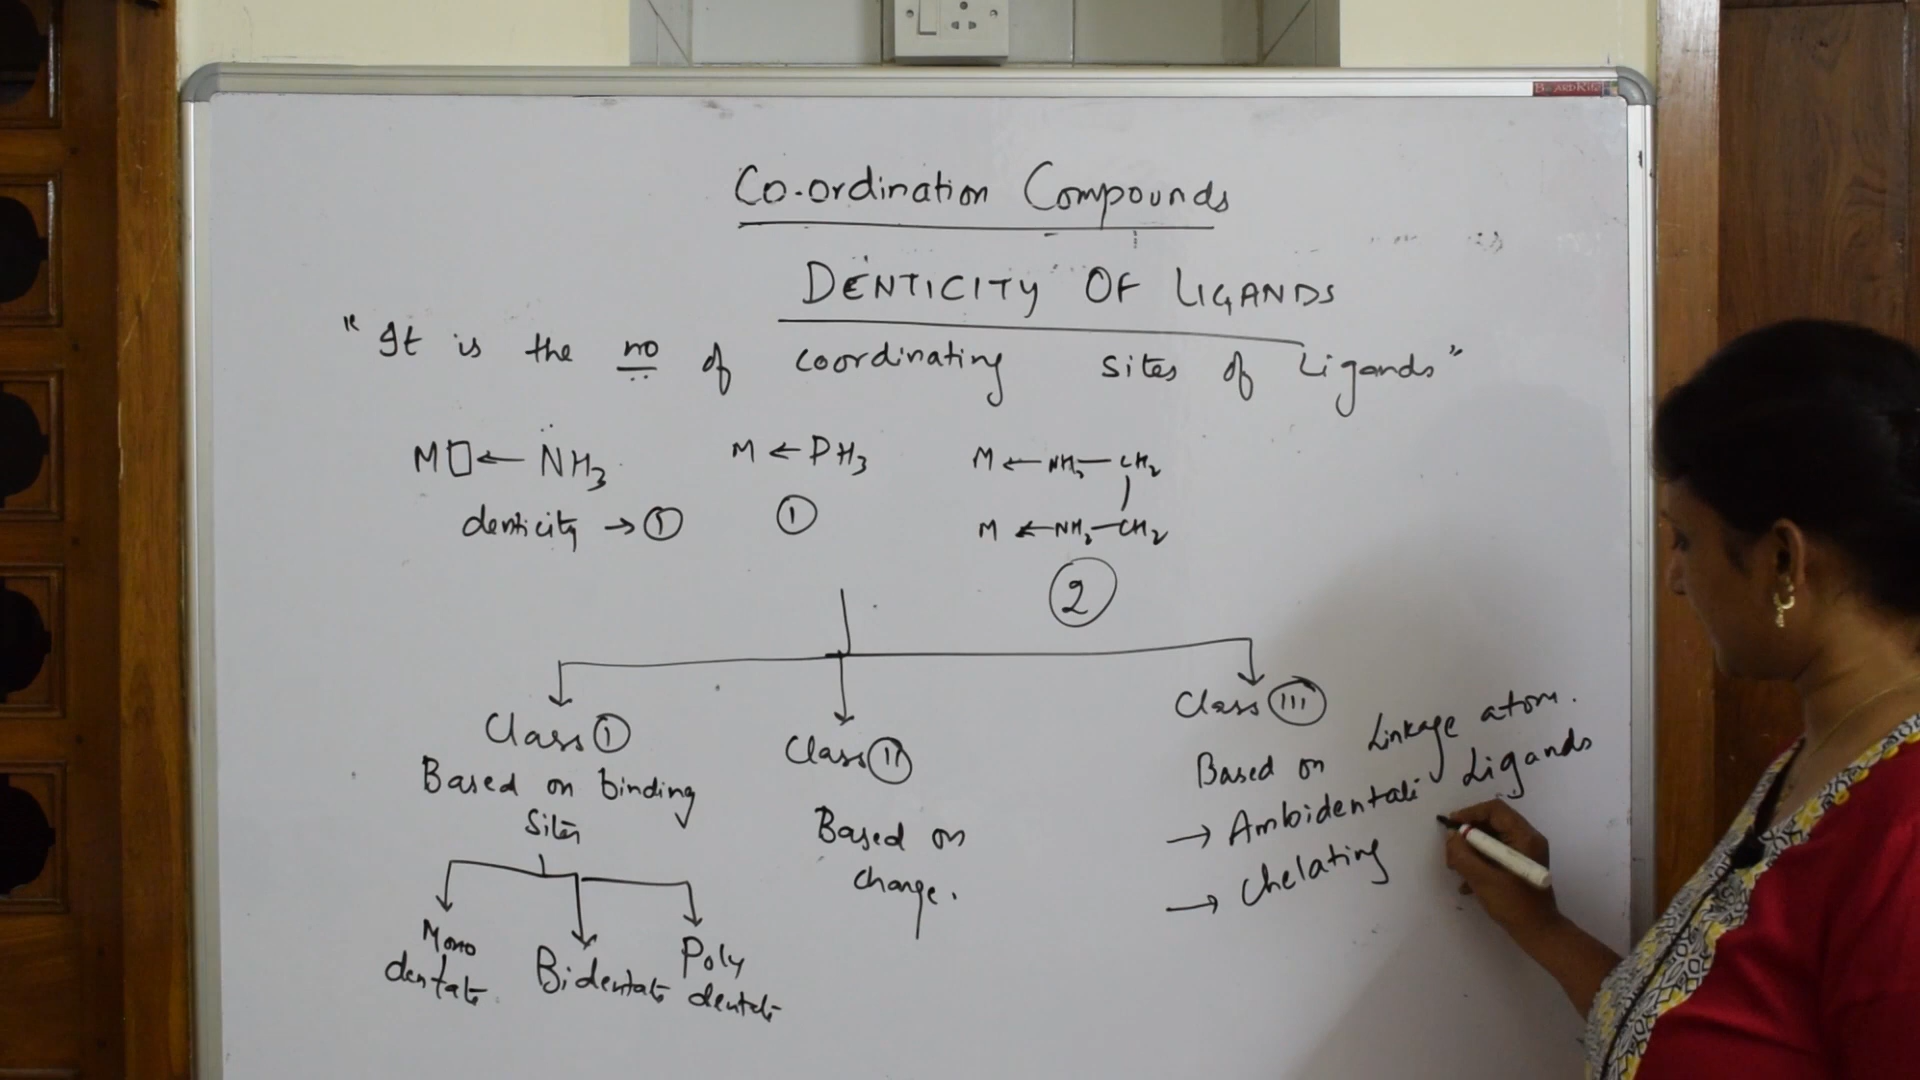 BOARDKING
Co-ordination Compounds
DENTICITY OF LIGANDS
"It is the no of coordinating sites of Ligands"
M□ ← N̈H₃
denticity → ①
M ← PH₃
①
M ← NH₂ — CH₂
M ← NH₂ — CH₂
②
Class Ⓘ
Based on binding
Sites
Mono
dentate
Bidentate
Poly
dentate
Class Ⓘ Ⓘ
Based on
charge.
Class III
Based on Linkage atom.
→ Ambidentate Ligands
→ Chelating